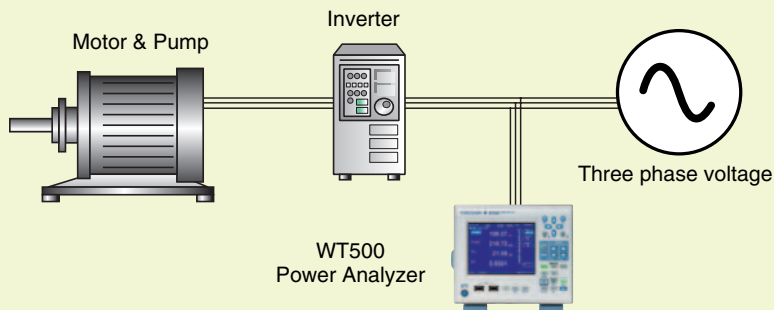 Inverter
Motor & Pump
Three phase voltage
WT500
Power Analyzer